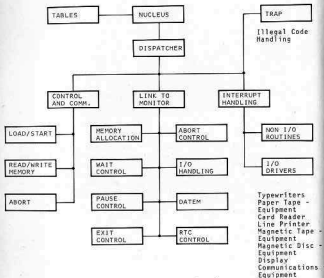 TABLES
NUCLEUS
TRAP
Illegal Code
Handling
DISPATCHER
CONTROL
AND COMM.
LINK TO
MONITOR
INTERRUPT
HANDLING
LOAD/START
MEMORY
ALLOCATION
ABORT
CONTROL
NON I/O
ROUTINES
READ/WRITE
MEMORY
WAIT
CONTROL
I/O
HANDLING
I/O
DRIVERS
ABORT
PAUSE
CONTROL
DATEM
EXIT
CONTROL
RTC
CONTROL
Typewriters
Paper Tape -
Equipment
Card Reader
Line Printer
Magnetic Tape -
Equipment
Magnetic Disc -
Equipment
Display
Communications
Equipment